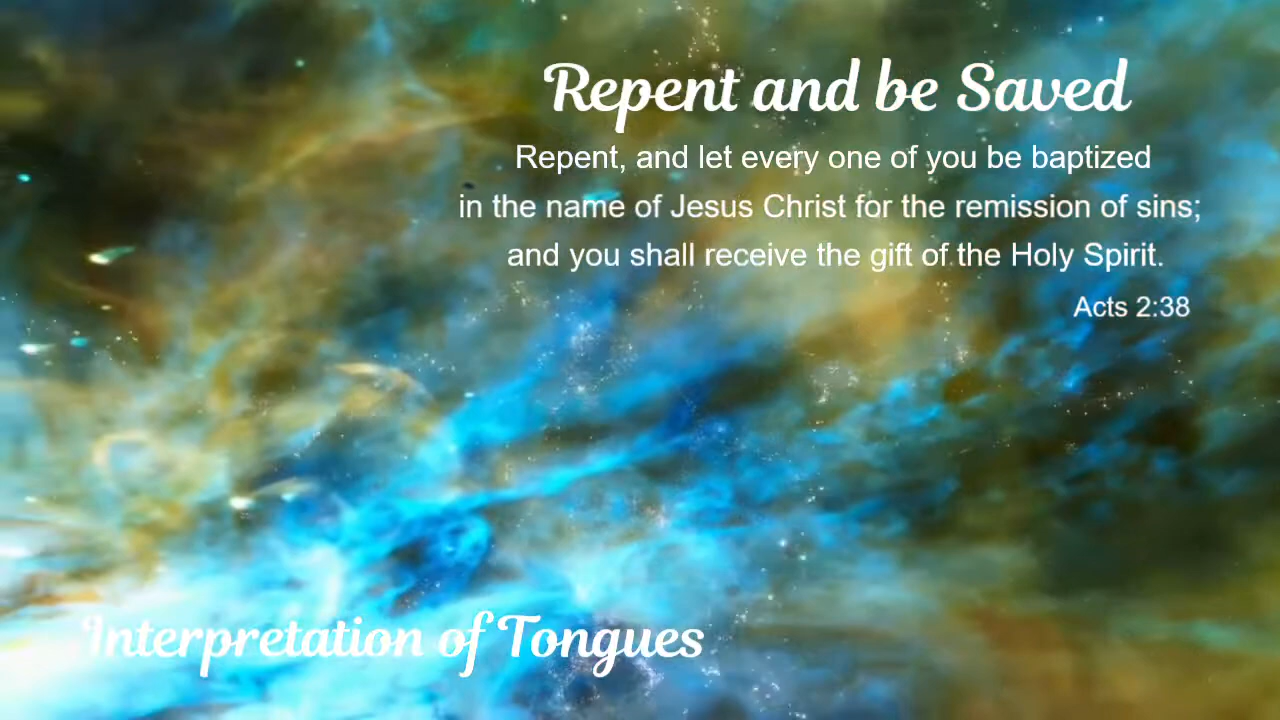 Repent and be Saved
Repent, and let every one of you be baptized
in the name of Jesus Christ for the remission of sins;
and you shall receive the gift of the Holy Spirit.
Acts 2:38
Interpretation of Tongues